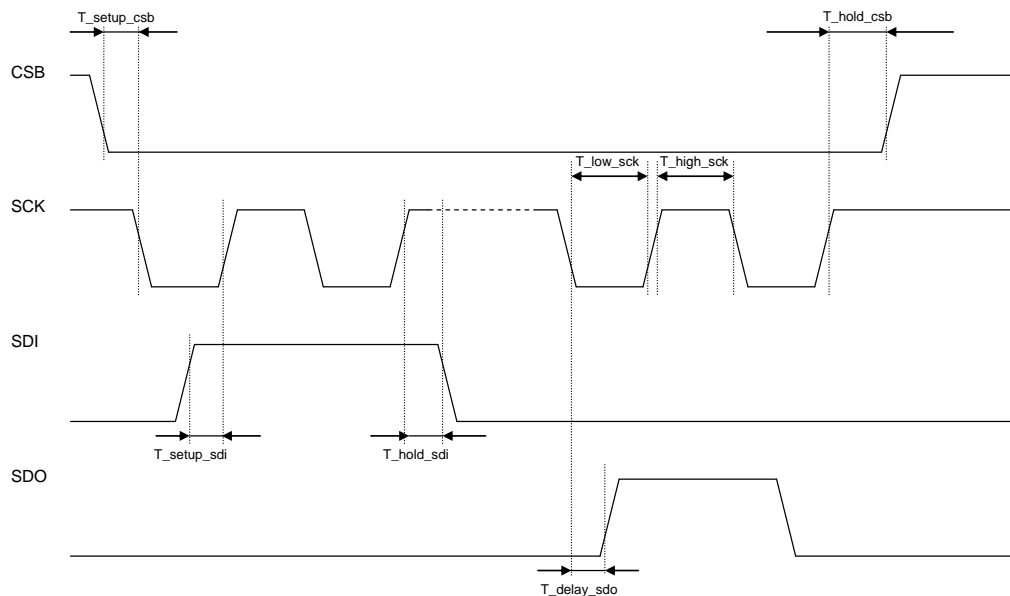 T_setup_csb
T_hold_csb
CSB
T_low_sck
T_high_sck
SCK
SDI
T_setup_sdi
T_hold_sdi
SDO
T_delay_sdo